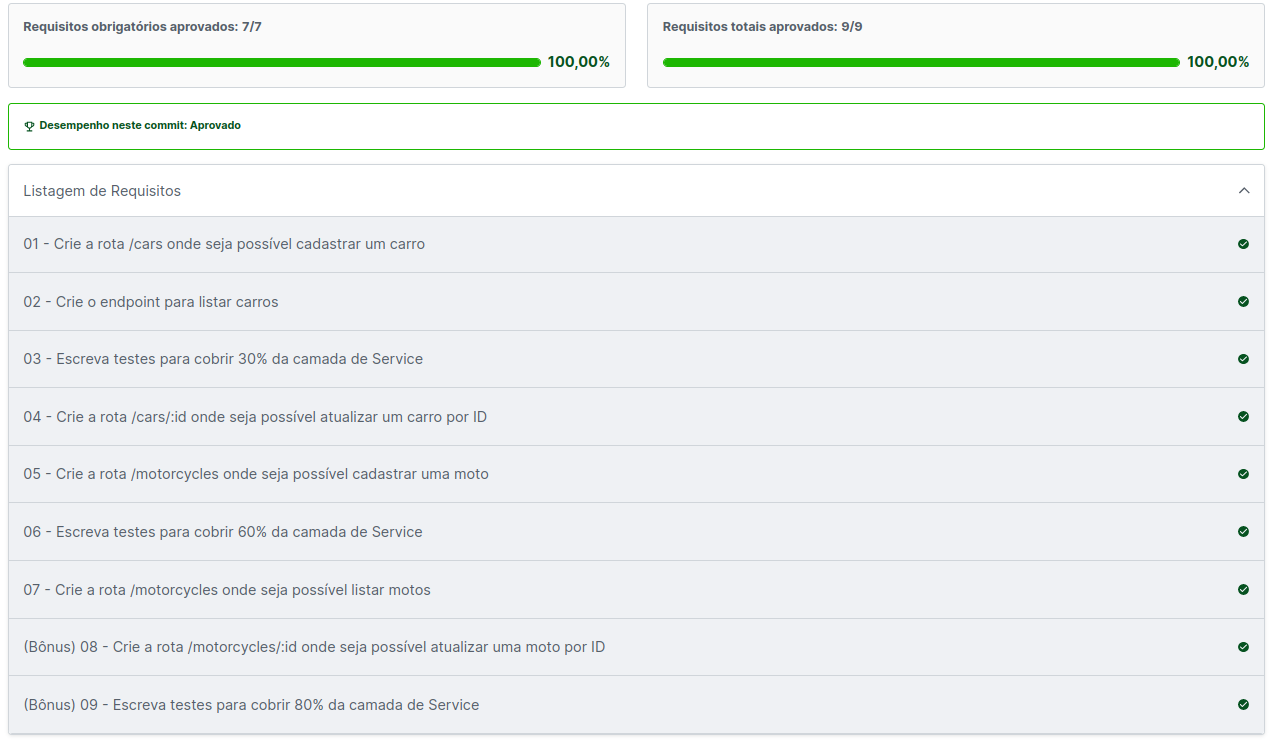 Requisitos obrigatórios aprovados: 7/7
100,00%
Requisitos totais aprovados: 9/9
100,00%
Desempenho neste commit: Aprovado
Listagem de Requisitos
01 - Crie a rota /cars onde seja possível cadastrar um carro
02 - Crie o endpoint para listar carros
03 - Escreva testes para cobrir 30% da camada de Service
04 - Crie a rota /cars/:id onde seja possível atualizar um carro por ID
05 - Crie a rota /motorcycles onde seja possível cadastrar uma moto
06 - Escreva testes para cobrir 60% da camada de Service
07 - Crie a rota /motorcycles onde seja possível listar motos
(Bônus) 08 - Crie a rota /motorcycles/:id onde seja possível atualizar uma moto por ID
(Bônus) 09 - Escreva testes para cobrir 80% da camada de Service